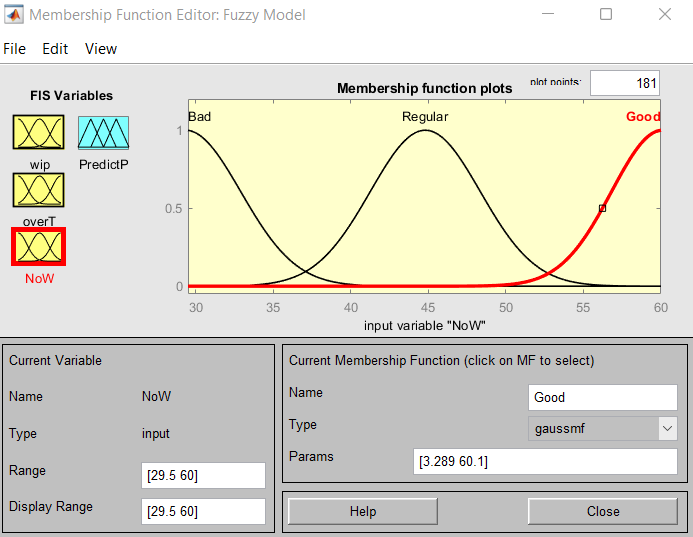 Membership Function Editor: Fuzzy Model
File Edit View
FIS Variables
wip PredictP
overT
NoW
Membership function plots plot points: 181
Bad Regular Good
1
0.5
0
30 35 40 45 50 55 60
input variable "NoW"
Current Variable
Name NoW
Type input
Range [29.5 60]
Display Range [29.5 60]
Current Membership Function (click on MF to select)
Name Good
Type gaussmf
Params [3.289 60.1]
Help Close